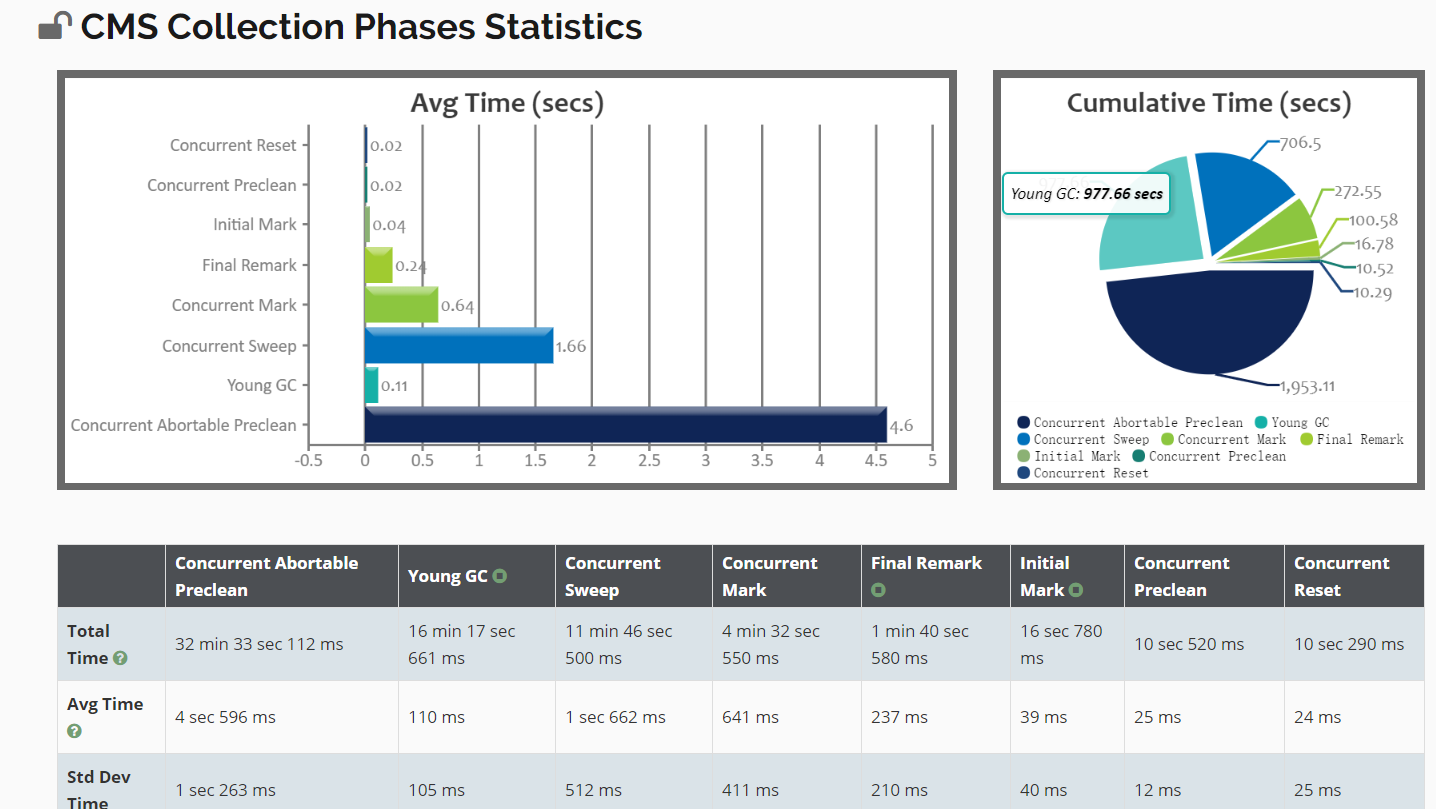 CMS Collection Phases Statistics
Avg Time (secs)
Concurrent Reset
0.02
Concurrent Preclean
0.02
Initial Mark
0.04
Final Remark
0.24
Concurrent Mark
0.64
Concurrent Sweep
1.66
Young GC
0.11
Concurrent Abortable Preclean
4.6
-0.5 0 0.5 1 1.5 2 2.5 3 3.5 4 4.5 5
Cumulative Time (secs)
706.5
Young GC: 977.66 secs
272.55
100.58
16.78
10.52
10.29
1,953.11
Concurrent Abortable Preclean Young GC
Concurrent Sweep Concurrent Mark Final Remark
Initial Mark Concurrent Preclean
Concurrent Reset
Concurrent Abortable
Preclean
Young GC
Concurrent
Sweep
Concurrent
Mark
Final Remark
Initial
Mark
Concurrent
Preclean
Concurrent
Reset
Total
Time ?
32 min 33 sec 112 ms
16 min 17 sec
661 ms
11 min 46 sec
500 ms
4 min 32 sec
550 ms
1 min 40 sec
580 ms
16 sec 780
ms
10 sec 520 ms
10 sec 290 ms
Avg Time
?
4 sec 596 ms
110 ms
1 sec 662 ms
641 ms
237 ms
39 ms
25 ms
24 ms
Std Dev
Time
1 sec 263 ms
105 ms
512 ms
411 ms
210 ms
40 ms
12 ms
25 ms